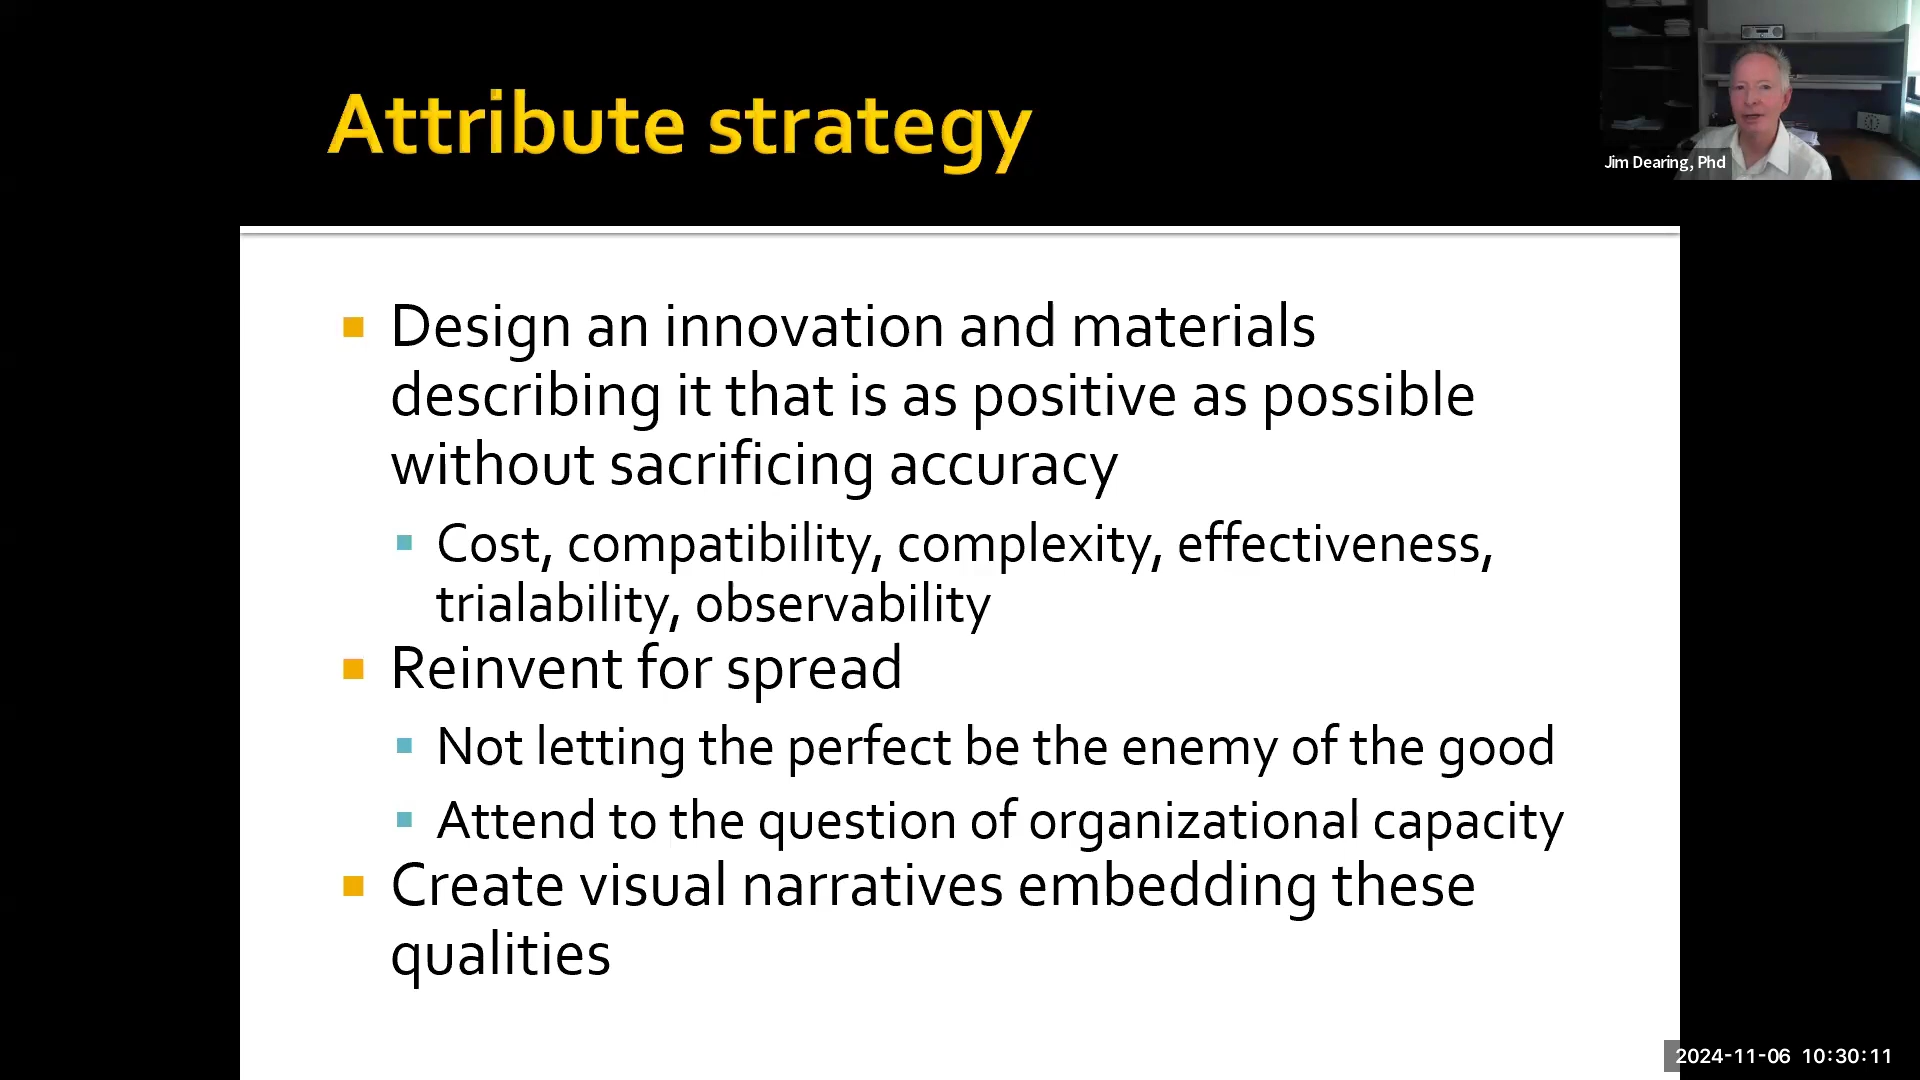 Attribute strategy
Jim Dearing, Phd
Design an innovation and materials
describing it that is as positive as possible
without sacrificing accuracy
Cost, compatibility, complexity, effectiveness,
trialability, observability
Reinvent for spread
Not letting the perfect be the enemy of the good
Attend to the question of organizational capacity
Create visual narratives embedding these
qualities
2024-11-06 10:30:11